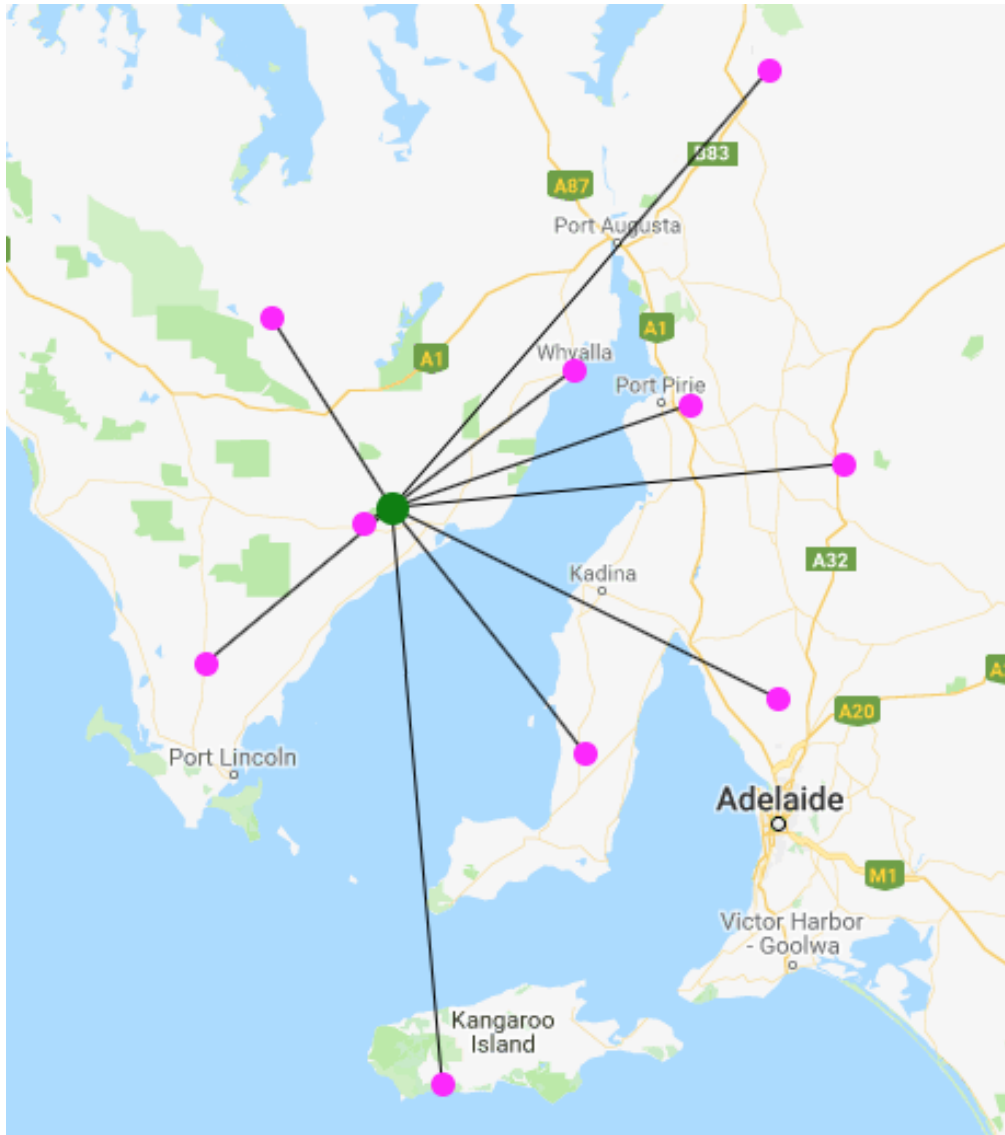 B83
A87
Port Augusta
A1
A1
Whyalla
Port Pirie
Kadina
A32
A20
Port Lincoln
Adelaide
M1
Victor Harbor
- Goolwa
Kangaroo
Island